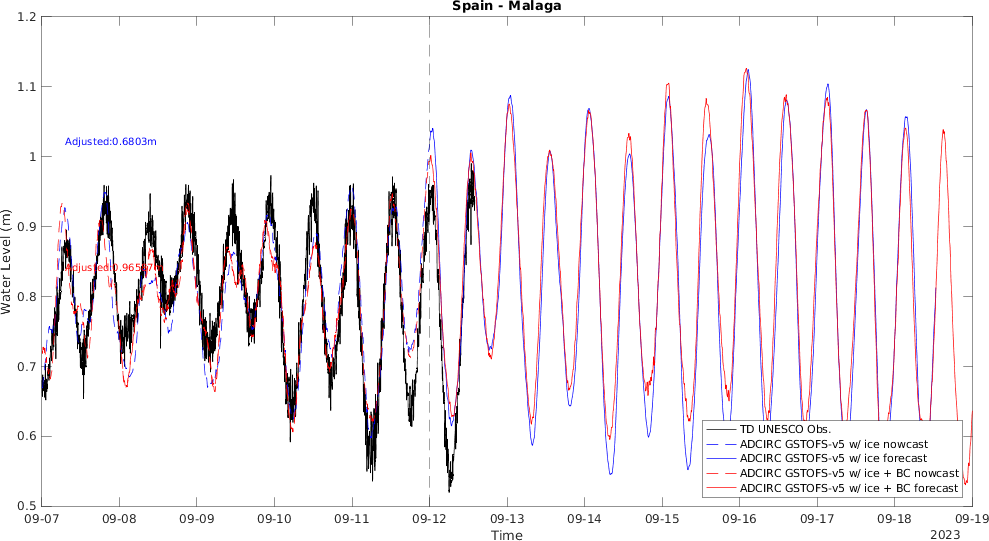 Spain - Malaga
1.2
1.1
1
0.9
0.8
0.7
0.6
0.5
Water Level (m)
Adjusted:0.6803m
TD UNESCO Obs.
ADCIRC GSTOFS-v5 w/ ice nowcast
ADCIRC GSTOFS-v5 w/ ice forecast
ADCIRC GSTOFS-v5 w/ ice + BC nowcast
ADCIRC GSTOFS-v5 w/ ice + BC forecast
09-07 09-08 09-09 09-10 09-11 09-12 09-13 09-14 09-15 09-16 09-17 09-18 09-19
Time
2023